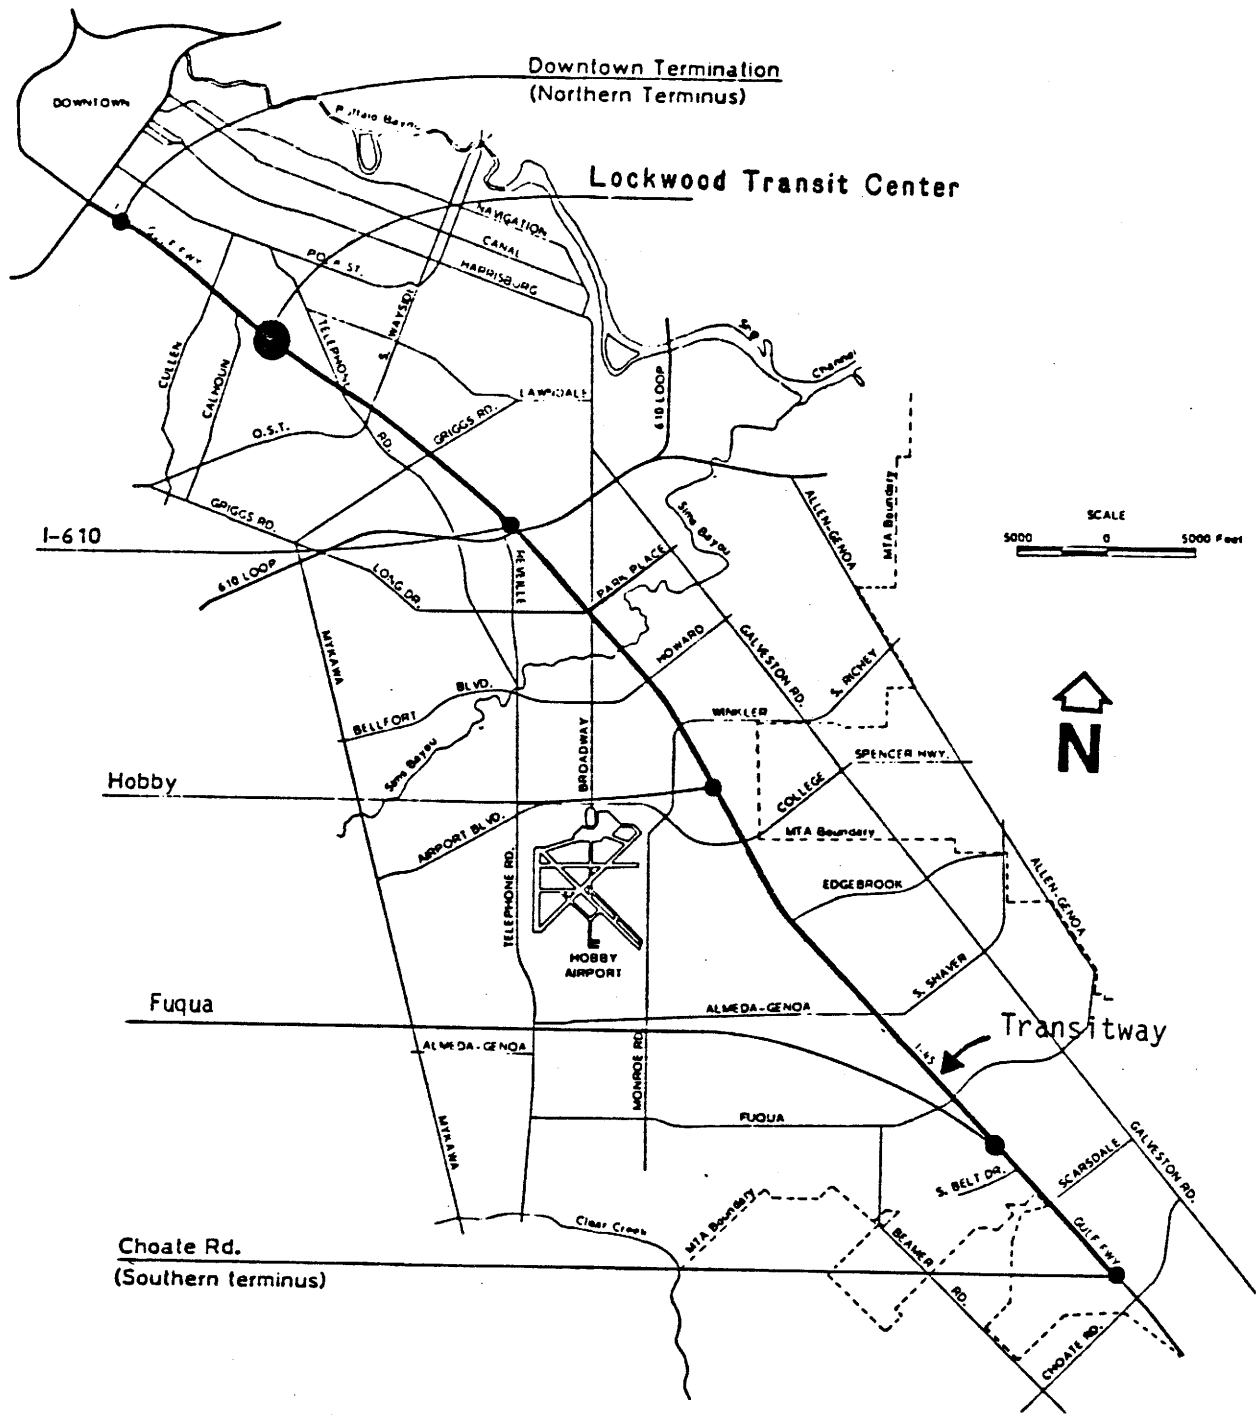 Downtown Termination
(Northern Terminus)
DOWNTOWN
Buffalo Bayou
Lockwood Transit Center
NAVIGATION
CANAL
HARRISBURG
POLK ST.
GULF FWY.
S. WAYSIDE
TELEPHONE
RD.
CULLEN
CALHOUN
LAWNDALE
GRIGGS RD.
O.S.T.
610 LOOP
Channel
ALLEN-GENOA
MTA Boundary
SCALE
5000 0 5000 Feet
GRIGGS RD.
I-610
610 LOOP
LONG DR.
REVEILLE
PARK PLACE
Sims Bayou
MYKAWA
HOWARD
GALVESTON RD.
S. RICHEY
BELLFORT
BLVD.
WINKLER
BROADWAY
SPENCER HWY.
N
Sims Bayou
Hobby
COLLEGE
AIRPORT BLVD.
MTA Boundary
TELEPHONE RD.
EDGEBROOK
ALLEN-GENOA
HOBBY
AIRPORT
S. SHAVER
Fuqua
ALMEDA-GENOA
Transitway
I-45
ALMEDA-GENOA
MONROE RD.
FUQUA
MYKAWA
GALVESTON RD.
SCARSDALE
S. BELT DR.
MTA Boundary
Clear Creek
BEAMER
RD.
GULF FWY.
Choate Rd.
(Southern terminus)
CHOATE RD.